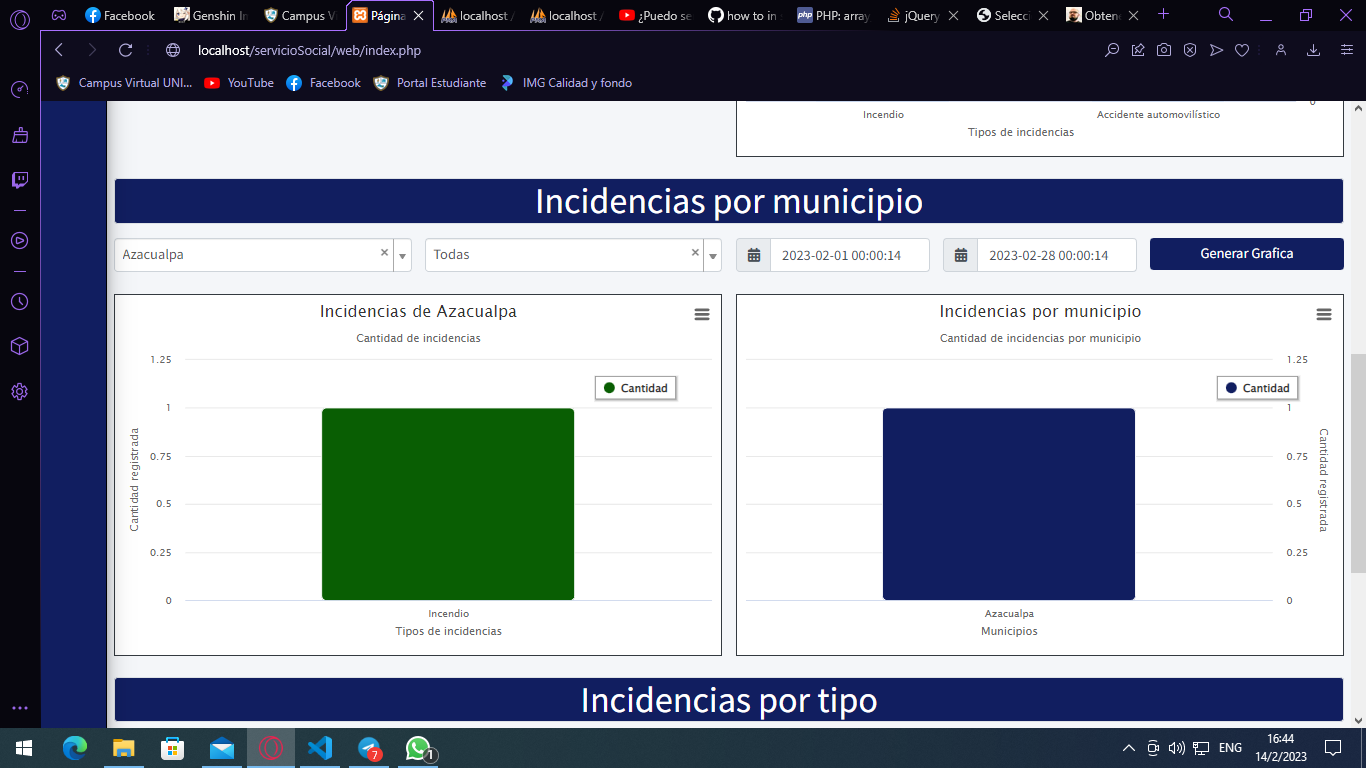 Facebook
Genshin In
Campus V
Página
localhost /
localhost /
¿Puedo se
how to in s
PHP: array
jQuery
Selecci
Obtene
localhost/servicioSocial/web/index.php
Campus Virtual UNI...
YouTube
Facebook
Portal Estudiante
IMG Calidad y fondo
0
Incendio
Accidente automovilístico
Tipos de incidencias
Incidencias por municipio
Azacualpa
Todas
2023-02-01 00:00:14
2023-02-28 00:00:14
Generar Grafica
Incidencias de Azacualpa
Cantidad de incidencias
1.25
Cantidad
1
0.75
0.5
0.25
0
Cantidad registrada
Incendio
Tipos de incidencias
Incidencias por municipio
Cantidad de incidencias por municipio
1.25
Cantidad
1
0.75
0.5
0.25
0
Cantidad registrada
Azacualpa
Municipios
Incidencias por tipo
7
1
ENG
16:44
14/2/2023